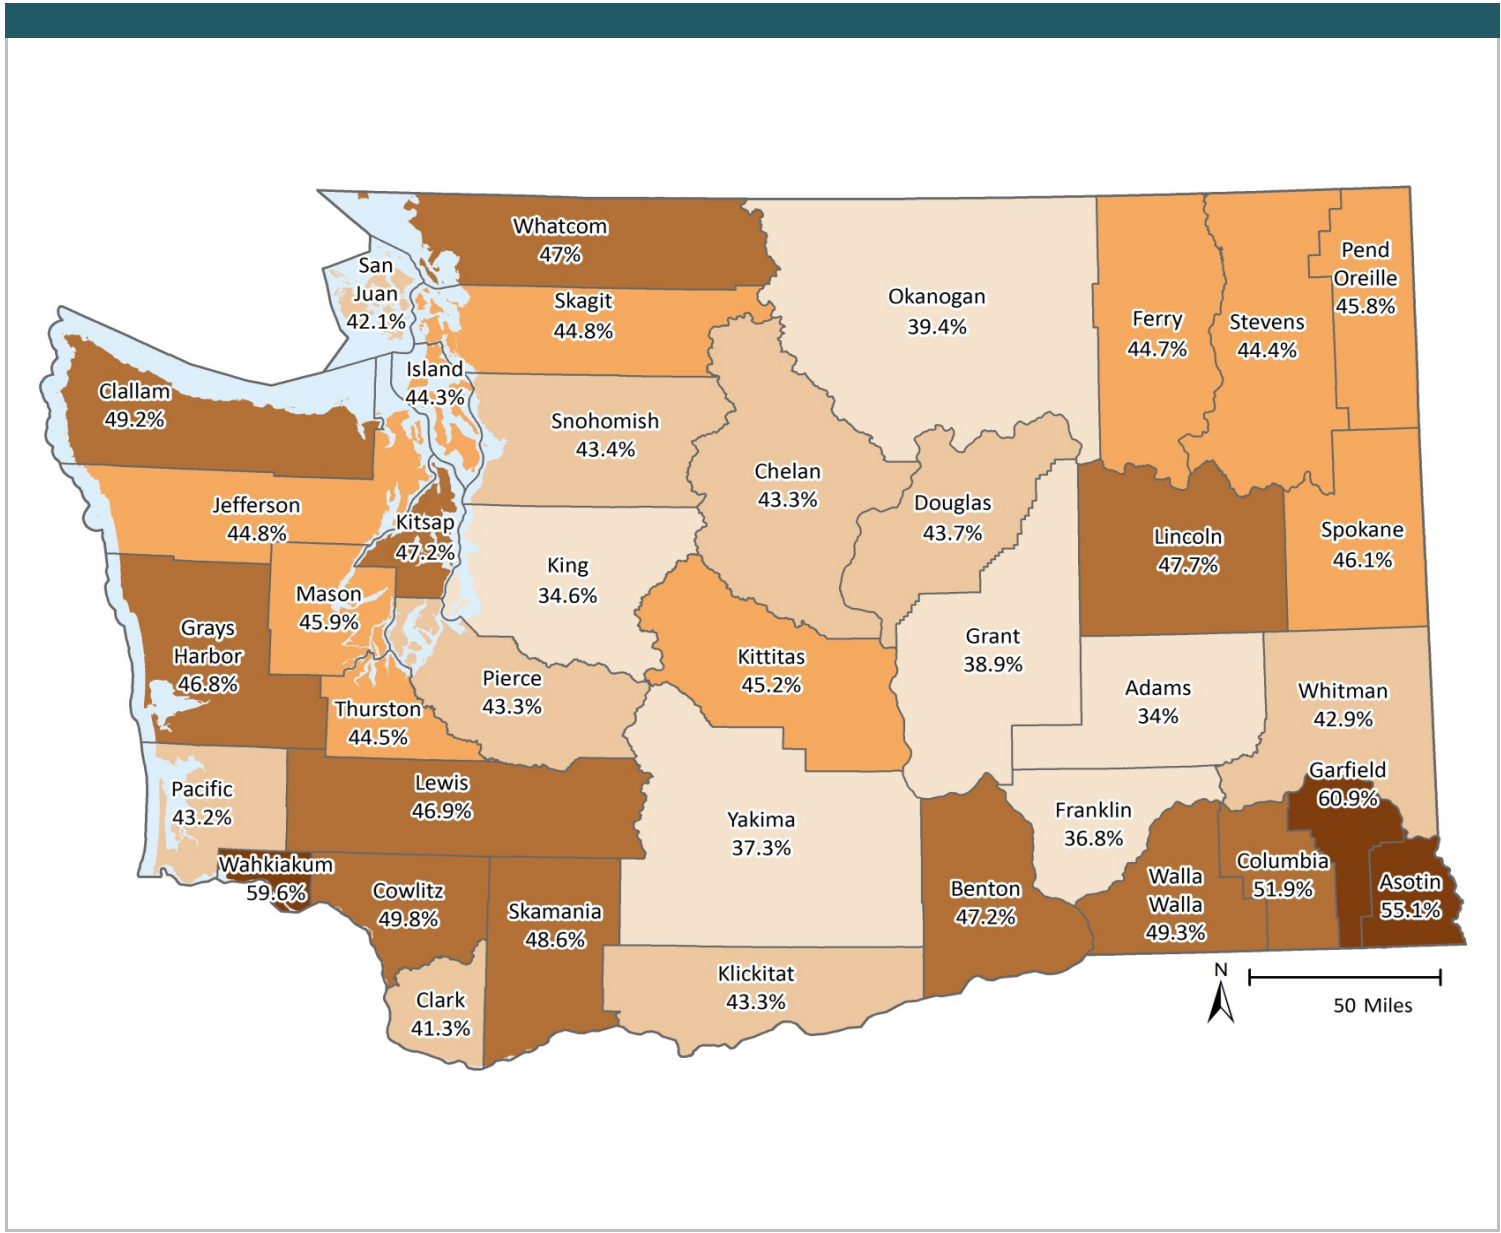 Whatcom
47%
San
Juan
42.1%
Skagit
44.8%
Okanogan
39.4%
Ferry
44.7%
Stevens
44.4%
Pend
Oreille
45.8%
Island
44.3%
Clallam
49.2%
Snohomish
43.4%
Chelan
43.3%
Douglas
43.7%
Jefferson
44.8%
Kitsap
47.2%
Lincoln
47.7%
Spokane
46.1%
King
34.6%
Mason
45.9%
Grays
Harbor
46.8%
Kittitas
45.2%
Grant
38.9%
Adams
34%
Whitman
42.9%
Pierce
43.3%
Thurston
44.5%
Pacific
43.2%
Lewis
46.9%
Yakima
37.3%
Franklin
36.8%
Garfield
60.9%
Wahkiakum
59.6%
Cowlitz
49.8%
Skamania
48.6%
Benton
47.2%
Walla
Walla
49.3%
Columbia
51.9%
Asotin
55.1%
Clark
41.3%
Klickitat
43.3%
N
50 Miles